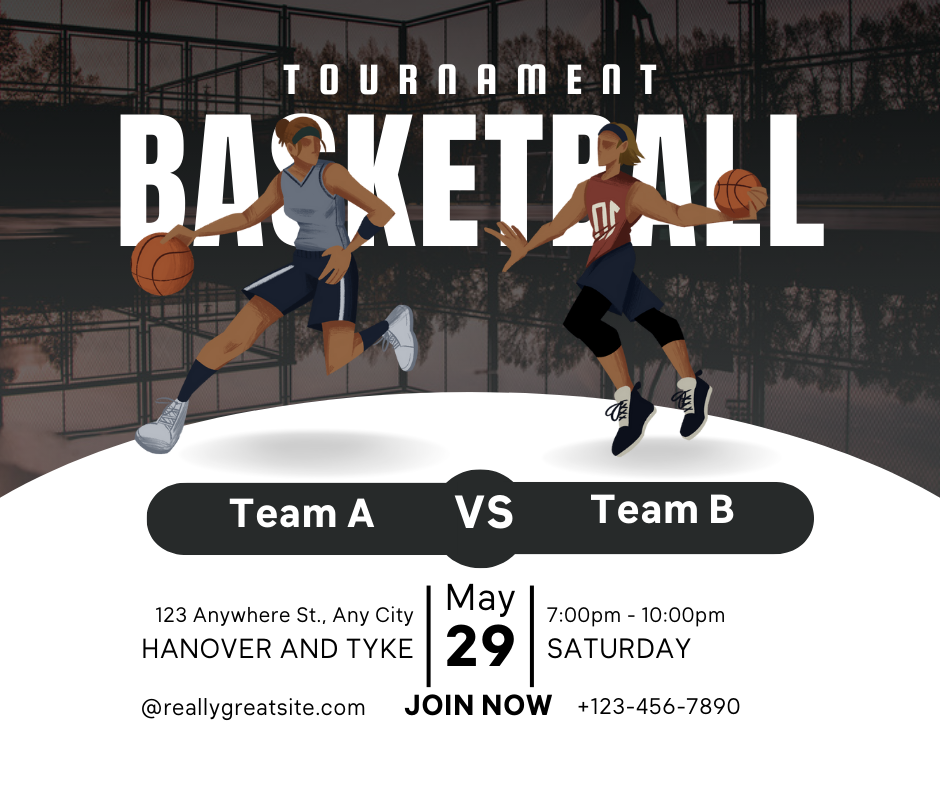 TOURNAMENT
BASKETBALL
Team A VS Team B
123 Anywhere St., Any City
HANOVER AND TYKE
May
29
7:00pm - 10:00pm
SATURDAY
@reallygreatsite.com JOIN NOW +123-456-7890